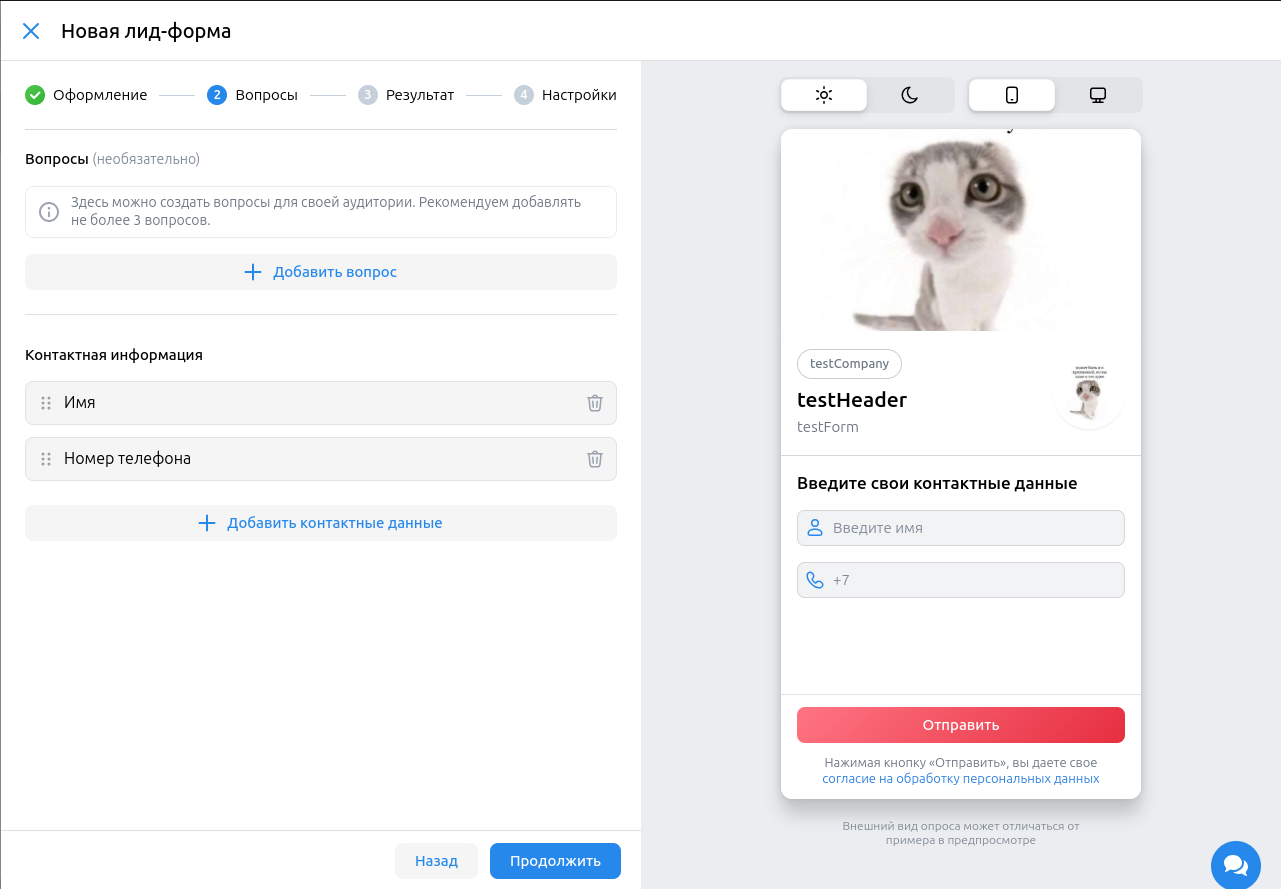 Новая лид-форма
Оформление
2 Вопросы
3 Результат
4 Настройки
Вопросы (необязательно)
Здесь можно создать вопросы для своей аудитории. Рекомендуем добавлять
не более 3 вопросов.
Добавить вопрос
Контактная информация
Имя
Номер телефона
Добавить контактные данные
Назад
Продолжить
testCompany
testHeader
testForm
Введите свои контактные данные
Введите имя
+7
Отправить
Нажимая кнопку «Отправить», вы даете свое
согласие на обработку персональных данных
Внешний вид опроса может отличаться от
примера в предпросмотре